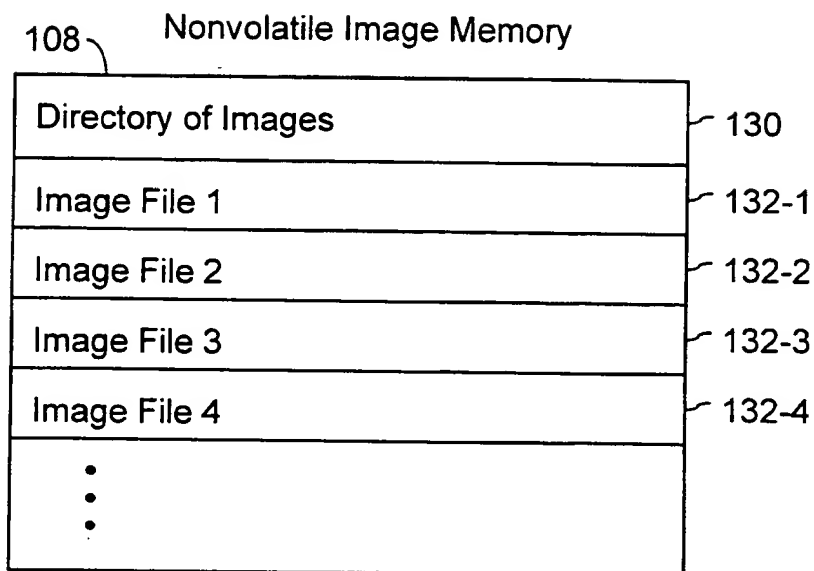 Nonvolatile Image Memory
108
Directory of Images 130
Image File 1 132-1
Image File 2 132-2
Image File 3 132-3
Image File 4 132-4